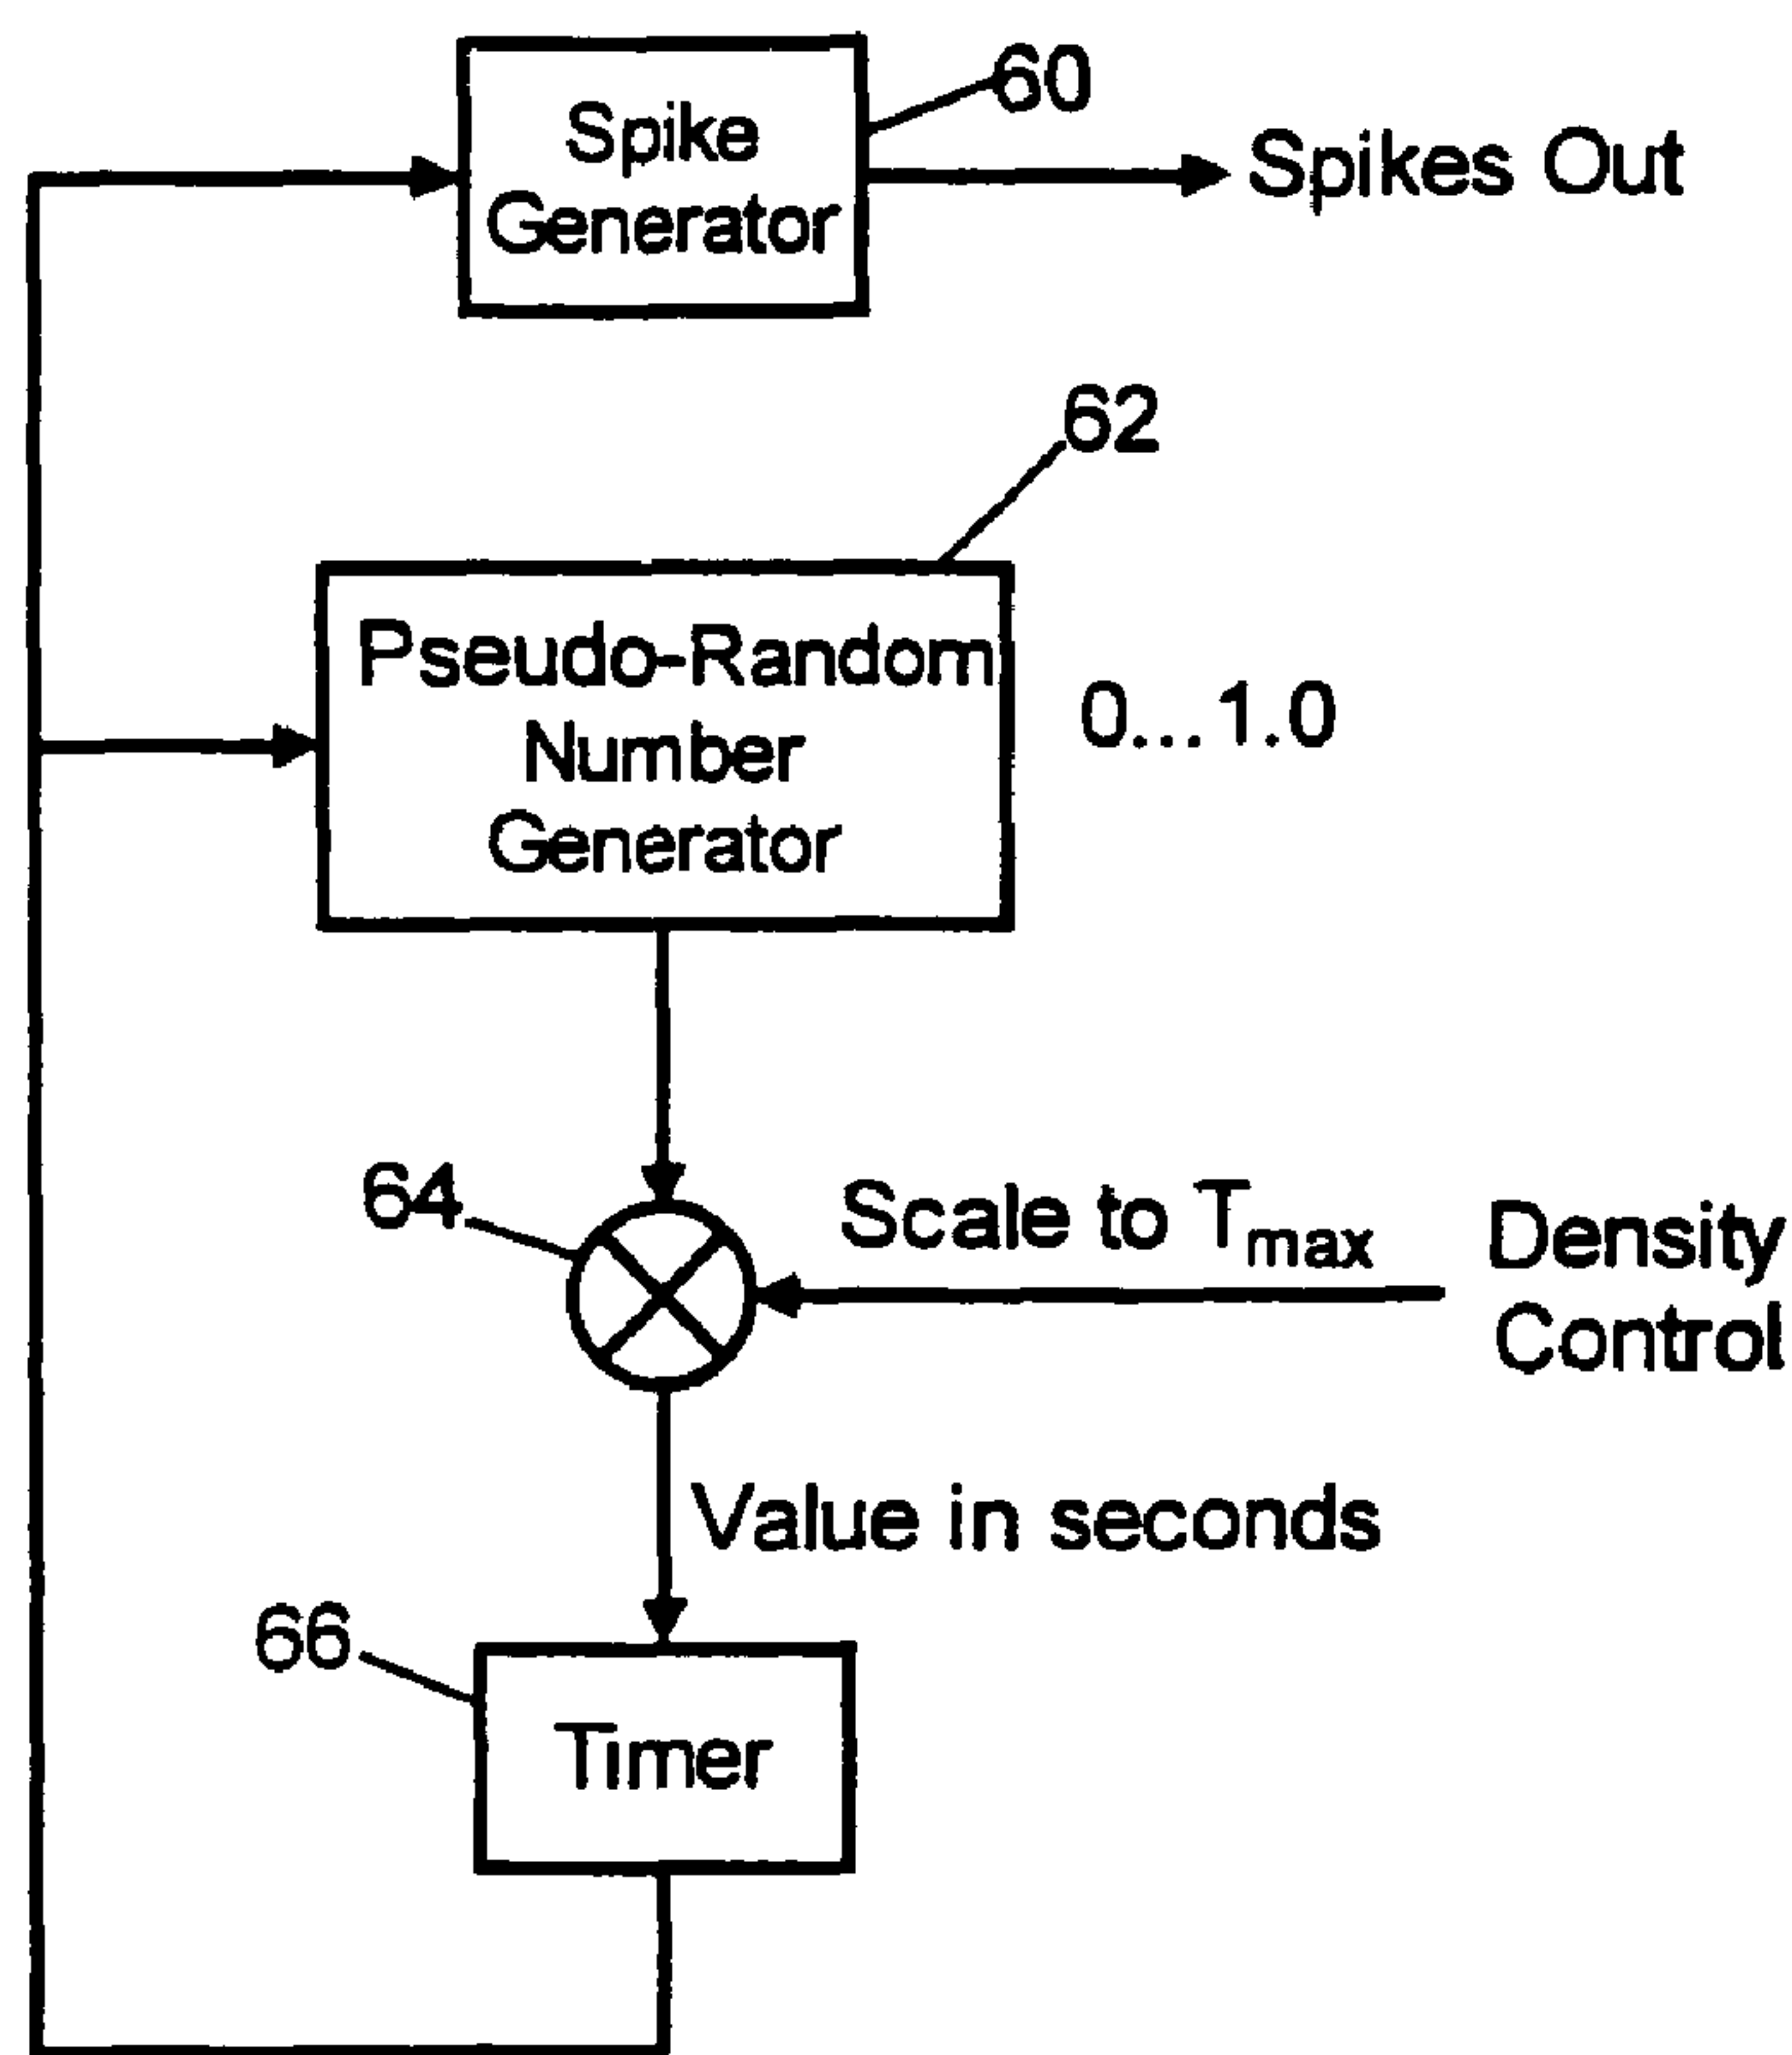 60
Spike
Generator
Spikes Out
62
Pseudo-Random
Number
Generator
0...1.0
64
Scale to Tmax
Density
Control
Value in seconds
66
Timer